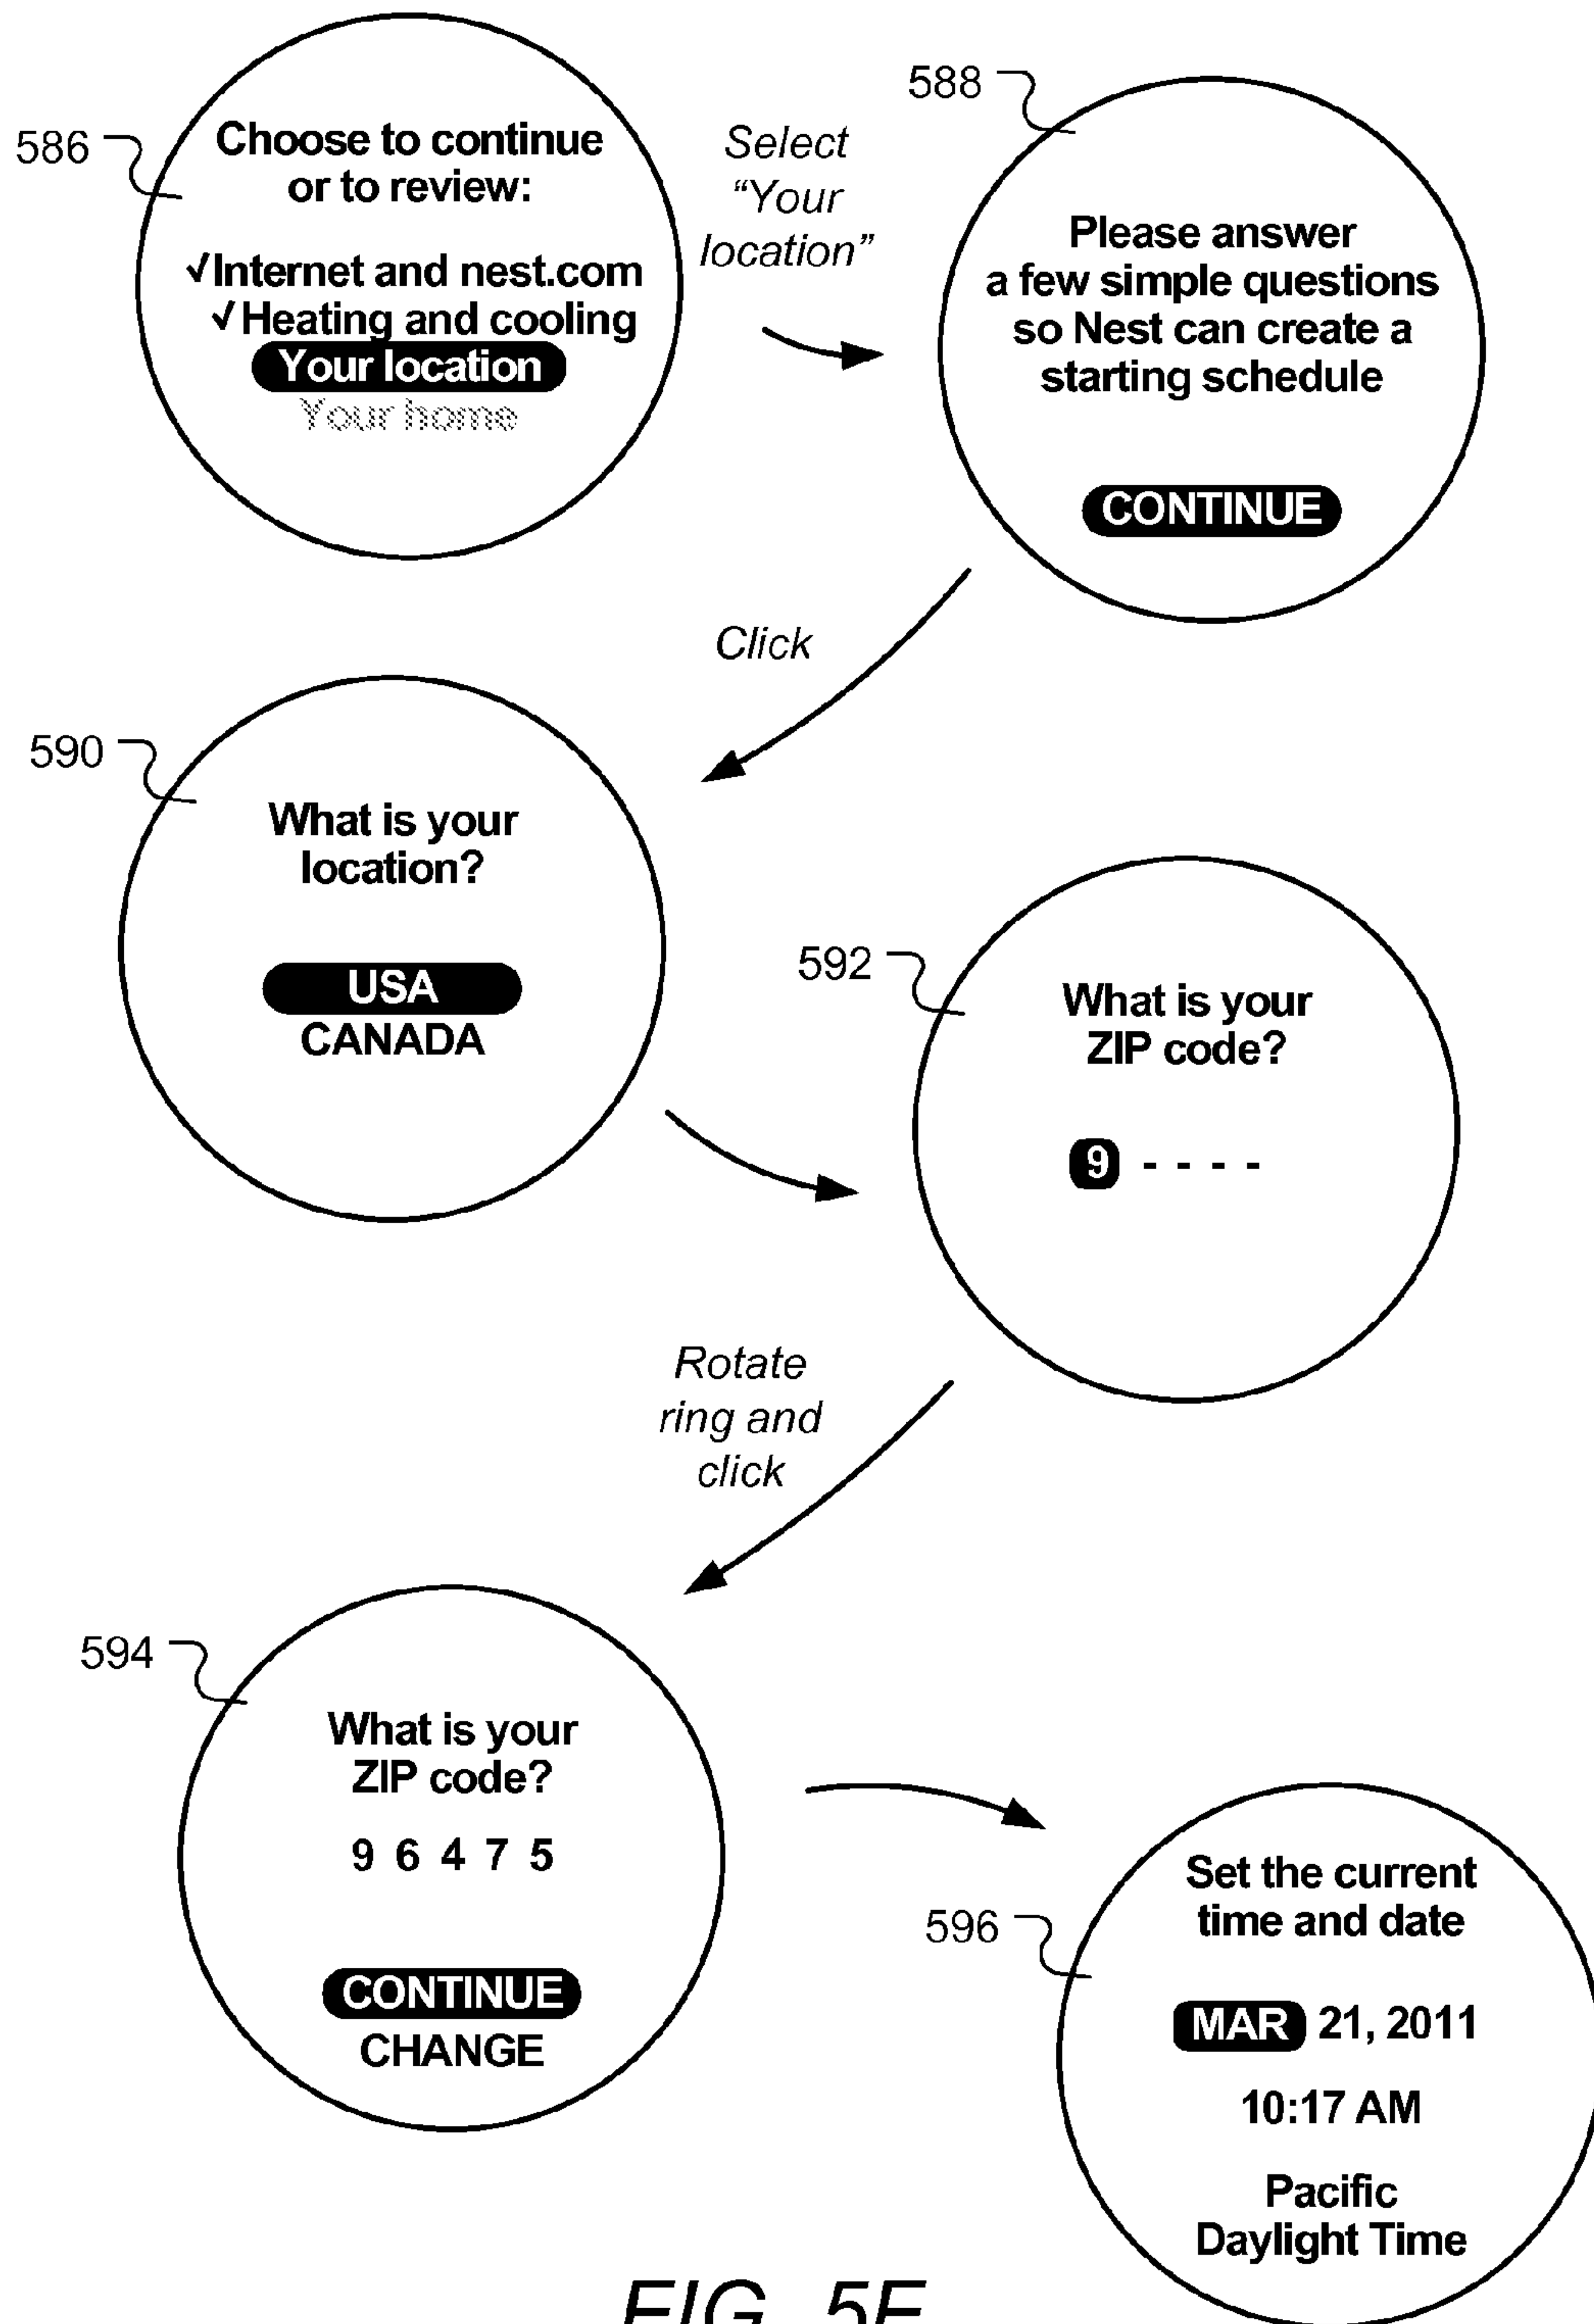 586
Choose to continue
or to review:
√Internet and nest.com
√Heating and cooling
Your location
Your home
Select
“Your
location”
588
Please answer
a few simple questions
so Nest can create a
starting schedule
CONTINUE
Click
590
What is your
location?
USA
CANADA
592
What is your
ZIP code?
9 - - - -
Rotate
ring and
click
594
What is your
ZIP code?
9 6 4 7 5
CONTINUE
CHANGE
596
Set the current
time and date
MAR 21, 2011
10:17 AM
Pacific
Daylight Time